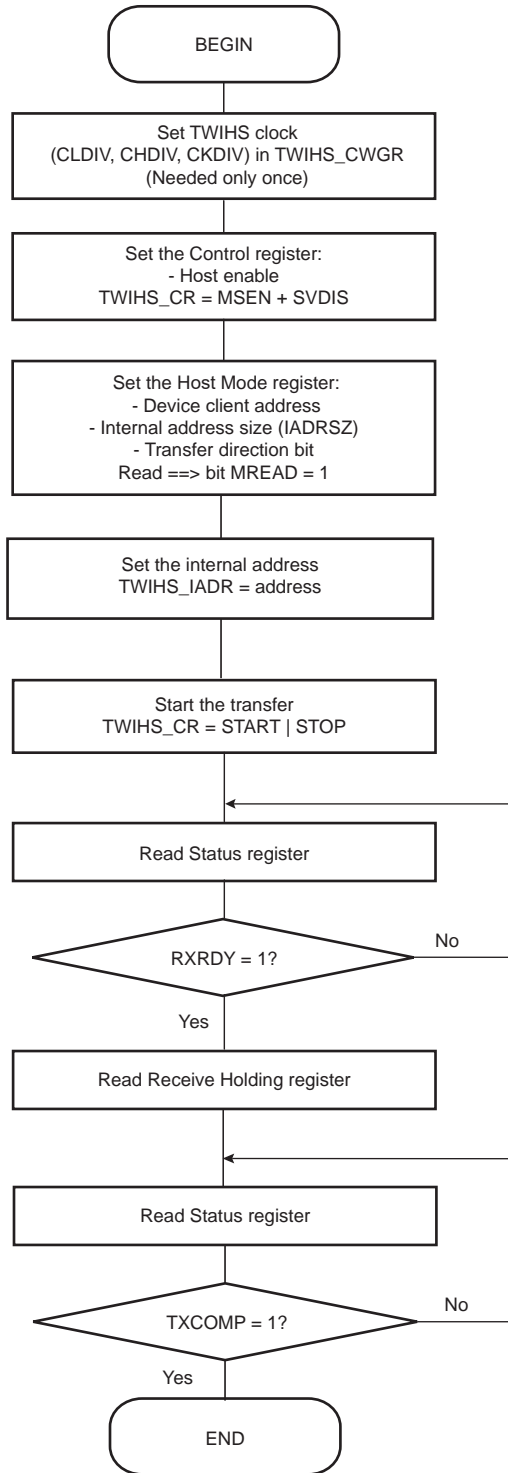 BEGIN
Set TWIHS clock
(CLDIV, CHDIV, CKDIV) in TWIHS_CWGR
(Needed only once)
Set the Control register:
- Host enable
TWIHS_CR = MSEN + SVDIS
Set the Host Mode register:
- Device client address
- Internal address size (IADRSZ)
- Transfer direction bit
Read ==> bit MREAD = 1
Set the internal address
TWIHS_IADR = address
Start the transfer
TWIHS_CR = START | STOP
Read Status register
RXRDY = 1?
No
Yes
Read Receive Holding register
Read Status register
TXCOMP = 1?
No
Yes
END